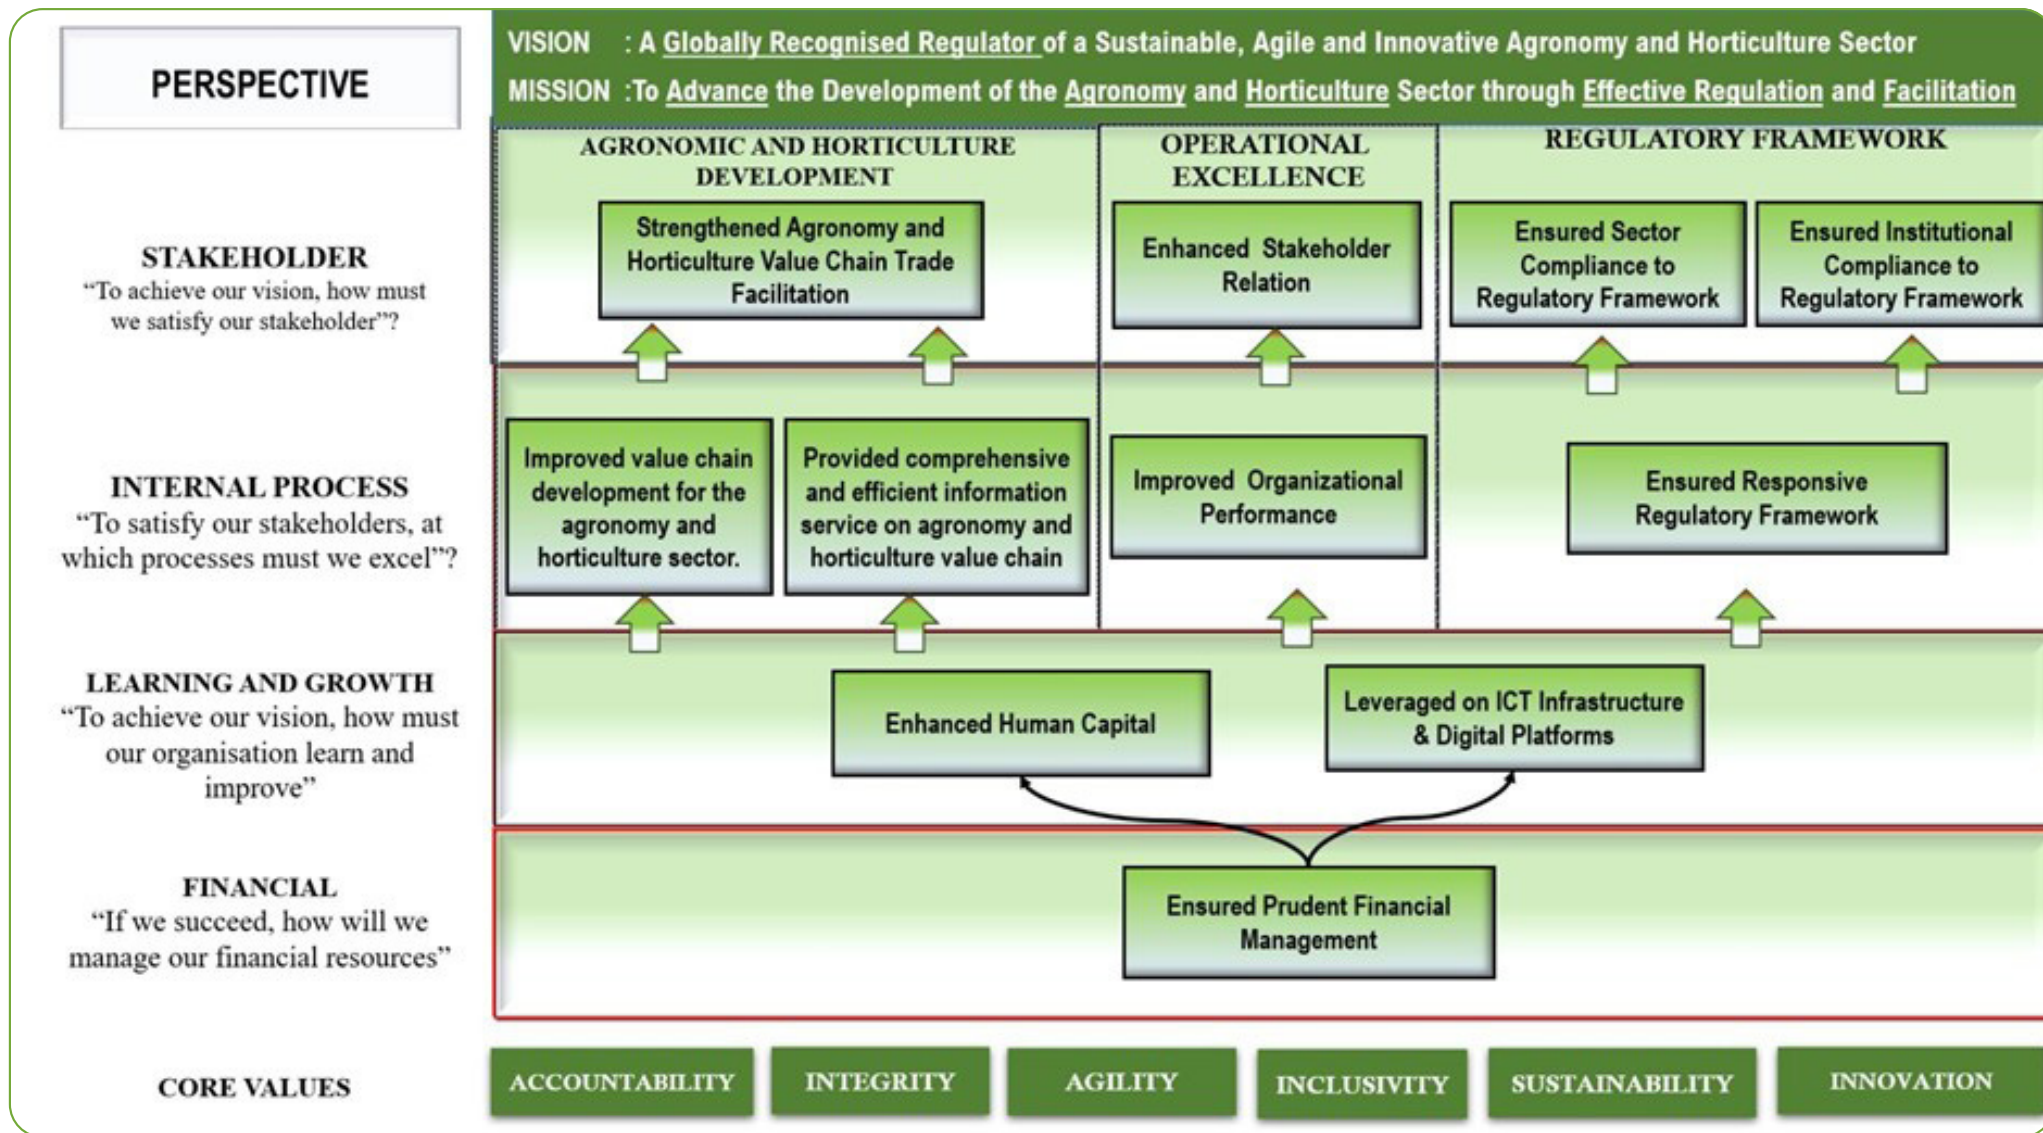 PERSPECTIVE
VISION : A Globally Recognised Regulator of a Sustainable, Agile and Innovative Agronomy and Horticulture Sector
MISSION :To Advance the Development of the Agronomy and Horticulture Sector through Effective Regulation and Facilitation
AGRONOMIC AND HORTICULTURE
DEVELOPMENT
OPERATIONAL
EXCELLENCE
REGULATORY FRAMEWORK
STAKEHOLDER
“To achieve our vision, how must
we satisfy our stakeholder”?
Strengthened Agronomy and
Horticulture Value Chain Trade
Facilitation
Enhanced Stakeholder
Relation
Ensured Sector
Compliance to
Regulatory Framework
Ensured Institutional
Compliance to
Regulatory Framework
INTERNAL PROCESS
“To satisfy our stakeholders, at
which processes must we excel”?
Improved value chain
development for the
agronomy and
horticulture sector.
Provided comprehensive
and efficient information
service on agronomy and
horticulture value chain
Improved Organizational
Performance
Ensured Responsive
Regulatory Framework
LEARNING AND GROWTH
“To achieve our vision, how must
our organisation learn and
improve”
Enhanced Human Capital
Leveraged on ICT Infrastructure
& Digital Platforms
FINANCIAL
“If we succeed, how will we
manage our financial resources”
Ensured Prudent Financial
Management
CORE VALUES
ACCOUNTABILITY
INTEGRITY
AGILITY
INCLUSIVITY
SUSTAINABILITY
INNOVATION